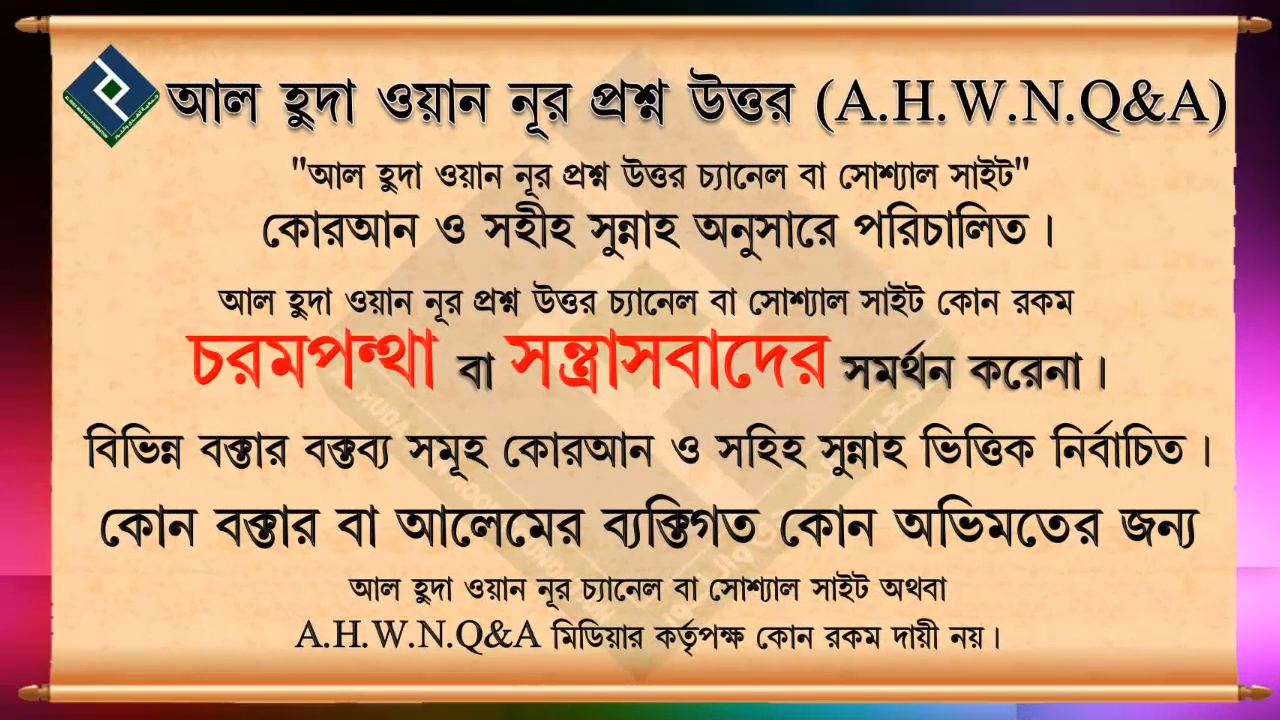 আল হুদা ওয়ান নূর প্রশ্ন উত্তর (A.H.W.N.Q&A)
"আল হুদা ওয়ান নূর প্রশ্ন উত্তর চ্যানেল বা সোশ্যাল সাইট"
কোরআন ও সহীহ সুন্নাহ অনুসারে পরিচালিত।
আল হুদা ওয়ান নূর প্রশ্ন উত্তর চ্যানেল বা সোশ্যাল সাইট কোন রকম
চরমপন্থা বা সন্ত্রাসবাদের সমর্থন করেনা।
বিভিন্ন বক্তার বক্তব্য সমূহ কোরআন ও সহিহ সুন্নাহ ভিত্তিক নির্বাচিত।
কোন বক্তার বা আলেমের ব্যক্তিগত কোন অভিমতের জন্য
আল হুদা ওয়ান নূর চ্যানেল বা সোশ্যাল সাইট অথবা
A.H.W.N.Q&A মিডিয়ার কর্তৃপক্ষ কোন রকম দায়ী নয়।